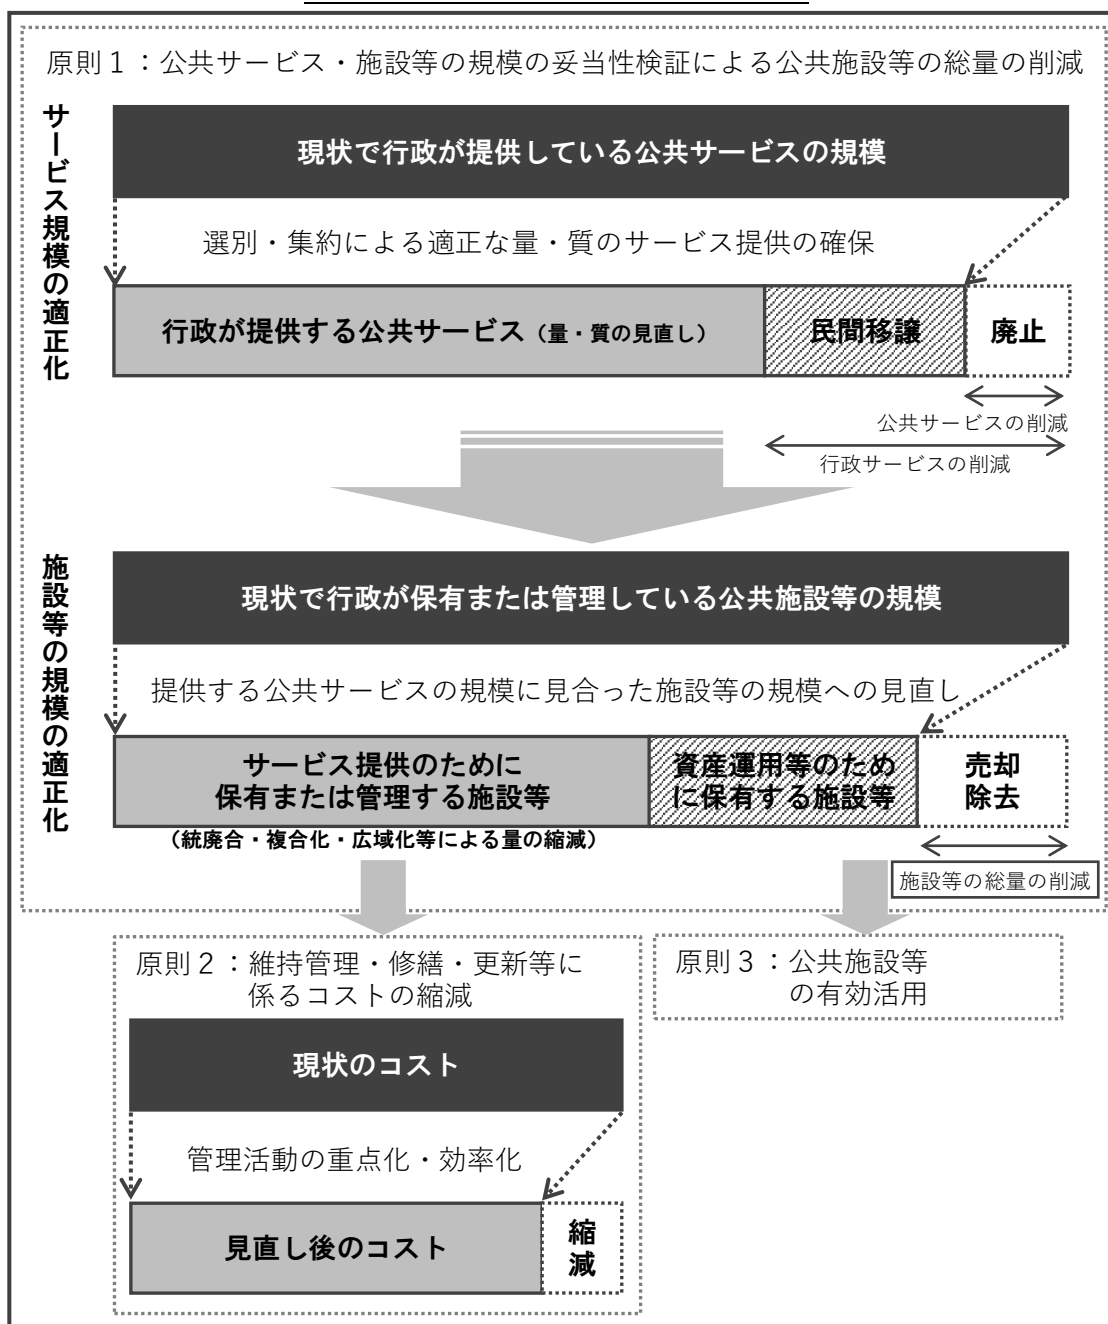 原則1：公共サービス・施設等の規模の妥当性検証による公共施設等の総量の削減
サービス規模の適正化
現状で行政が提供している公共サービスの規模
選別・集約による適正な量・質のサービス提供の確保
行政が提供する公共サービス（量・質の見直し）
民間移譲
廃止
公共サービスの削減
行政サービスの削減
施設等の規模の適正化
現状で行政が保有または管理している公共施設等の規模
提供する公共サービスの規模に見合った施設等の規模への見直し
サービス提供のために
保有または管理する施設等
資産運用等のため
に保有する施設等
売却
除去
（統廃合・複合化・広域化等による量の縮減）
施設等の総量の削減
原則2：維持管理・修繕・更新等に
係るコストの縮減
現状のコスト
管理活動の重点化・効率化
見直し後のコスト
縮
減
原則3：公共施設等
の有効活用